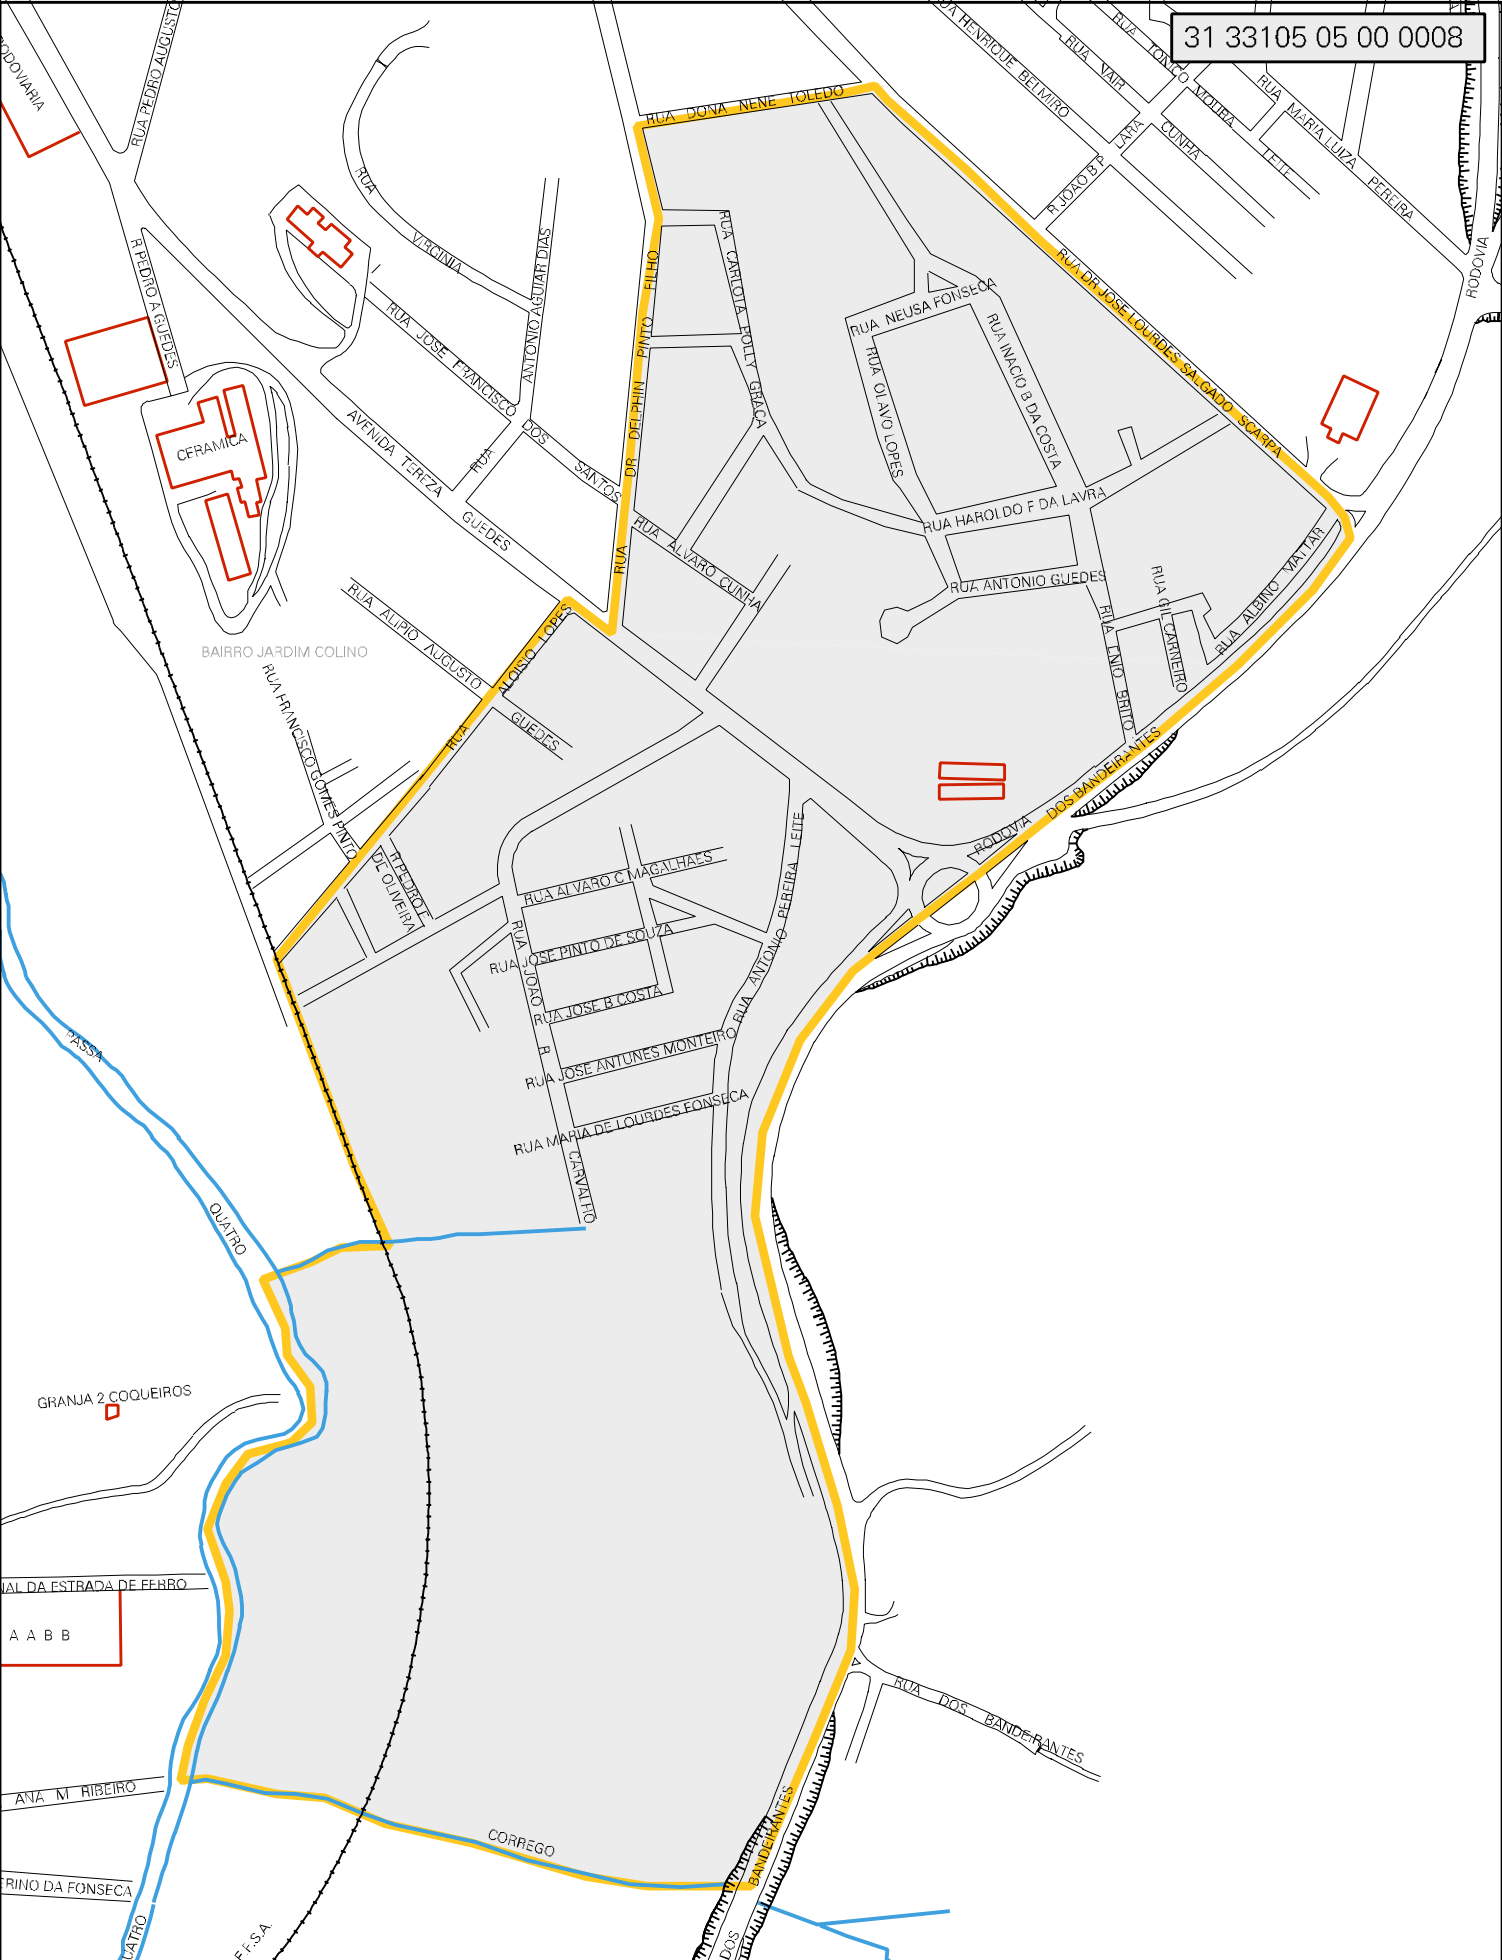 31 33105 05 00 0008
RUA PEDRO AUGUSTO
RUA HENRIQUE BELMIRO
RUA VAIR
RUA TONICO MOURA LEITE
RUA MARIA LUIZA PEREIRA
R JOAO B P LARA
CUNHA
RODOVIA
RUA DONA NENE TOLEDO
RUA DR JOSE LOURDES SALGADO SCARPA
R PEDRO A GUEDES
RUA VIRGINIA
RUA ANTONIO AGUIAR DIAS
RUA JOSE FRANCISCO DOS SANTOS
AVENIDA TEREZA GUEDES
RUA DR DELPHIN PINTO FILHO
RUA CARLOTA POLLY GRACA
RUA NEUSA FONSECA
RUA OLAVO LOPES
RUA INACIO B DA COSTA
CERAMICA
RUA HAROLDO F DA LAVRA
RUA ALVARO CUNHA
RUA ANTONIO GUEDES
RUA GIL CARNEIRO
RUA ALBINO MATTAR
RUA ENIO BRITO
BAIRRO JARDIM COLINO
RUA ALIPIO AUGUSTO GUEDES
RUA ALOISIO LOPES
RUA FRANCISCO GOMES PINTO
R PEDRO F
DE OLIVEIRA
RODOVIA DOS BANDEIRANTES
RUA ALVARO C MAGALHAES
RUA ANTONIO PEREIRA LEITE
RUA JOSE PINTO DE SOUZA
RUA JOAO R CARVALHO
RUA JOSE B COSTA
RUA JOSE ANTUNES MONTEIRO
RUA MARIA DE LOURDES FONSECA
PASSA
QUATRO
GRANJA 2 COQUEIROS
NAL DA ESTRADA DE FERRO
A A B B
RUA DOS BANDEIRANTES
ANA M RIBEIRO
CORREGO
BANDEIRANTES
DOS
ERINO DA FONSECA
UATRO
F.F.S.A.